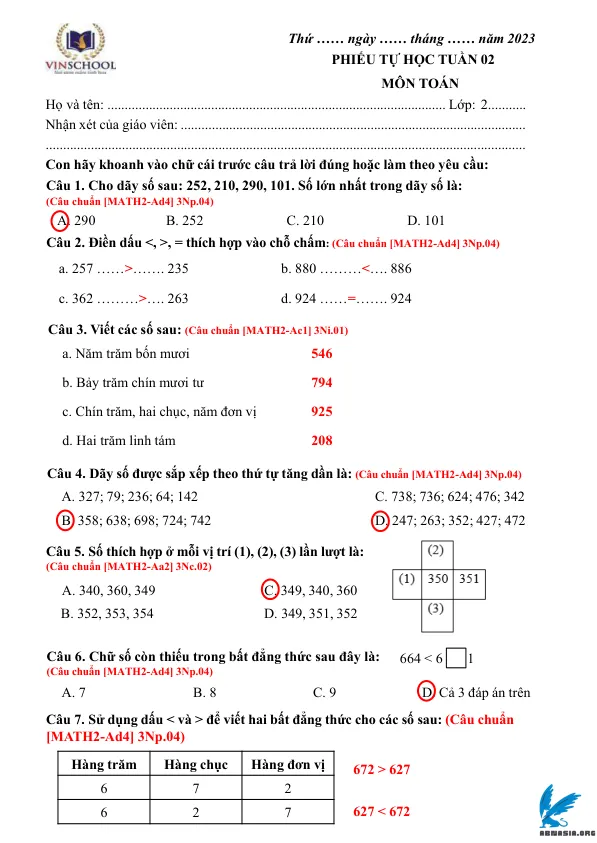 Thứ …… ngày …… tháng …… năm 2023
VINSCHOOL
PHIẾU TỰ HỌC TUẦN 02
MÔN TOÁN
Họ và tên: .................................................................................................. Lớp: 2...........
Nhận xét của giáo viên: ....................................................................................................
...........................................................................................................................................
Con hãy khoanh vào chữ cái trước câu trả lời đúng hoặc làm theo yêu cầu:
Câu 1. Cho dãy số sau: 252, 210, 290, 101. Số lớn nhất trong dãy số là:
(Câu chuẩn [MATH2-Ad4] 3Np.04)
A. 290 B. 252 C. 210 D. 101
Câu 2. Điền dấu <, >, = thích hợp vào chỗ chấm: (Câu chuẩn [MATH2-Ad4] 3Np.04)
a. 257 ……>……. 235 b. 880 ………<…. 886
c. 362 ………>…. 263 d. 924 ……=……. 924
Câu 3. Viết các số sau: (Câu chuẩn [MATH2-Ac1] 3Ni.01)
a. Năm trăm bốn mươi 546
b. Bảy trăm chín mươi tư 794
c. Chín trăm, hai chục, năm đơn vị 925
d. Hai trăm linh tám 208
Câu 4. Dãy số được sắp xếp theo thứ tự tăng dần là: (Câu chuẩn [MATH2-Ad4] 3Np.04)
A. 327; 79; 236; 64; 142 C. 738; 736; 624; 476; 342
B. 358; 638; 698; 724; 742 D. 247; 263; 352; 427; 472
Câu 5. Số thích hợp ở mỗi vị trí (1), (2), (3) lần lượt là:
(Câu chuẩn [MATH2-Aa2] 3Nc.02)
(2)
(1) 350 351
(3)
A. 340, 360, 349 C. 349, 340, 360
B. 352, 353, 354 D. 349, 351, 352
Câu 6. Chữ số còn thiếu trong bất đẳng thức sau đây là: 664 < 6 1
(Câu chuẩn [MATH2-Ad4] 3Np.04)
A. 7 B. 8 C. 9 D. Cả 3 đáp án trên
Câu 7. Sử dụng dấu < và > để viết hai bất đẳng thức cho các số sau: (Câu chuẩn
[MATH2-Ad4] 3Np.04)
Hàng trăm Hàng chục Hàng đơn vị
6 7 2
6 2 7
672 > 627
627 < 672
ABNASIA.ORG